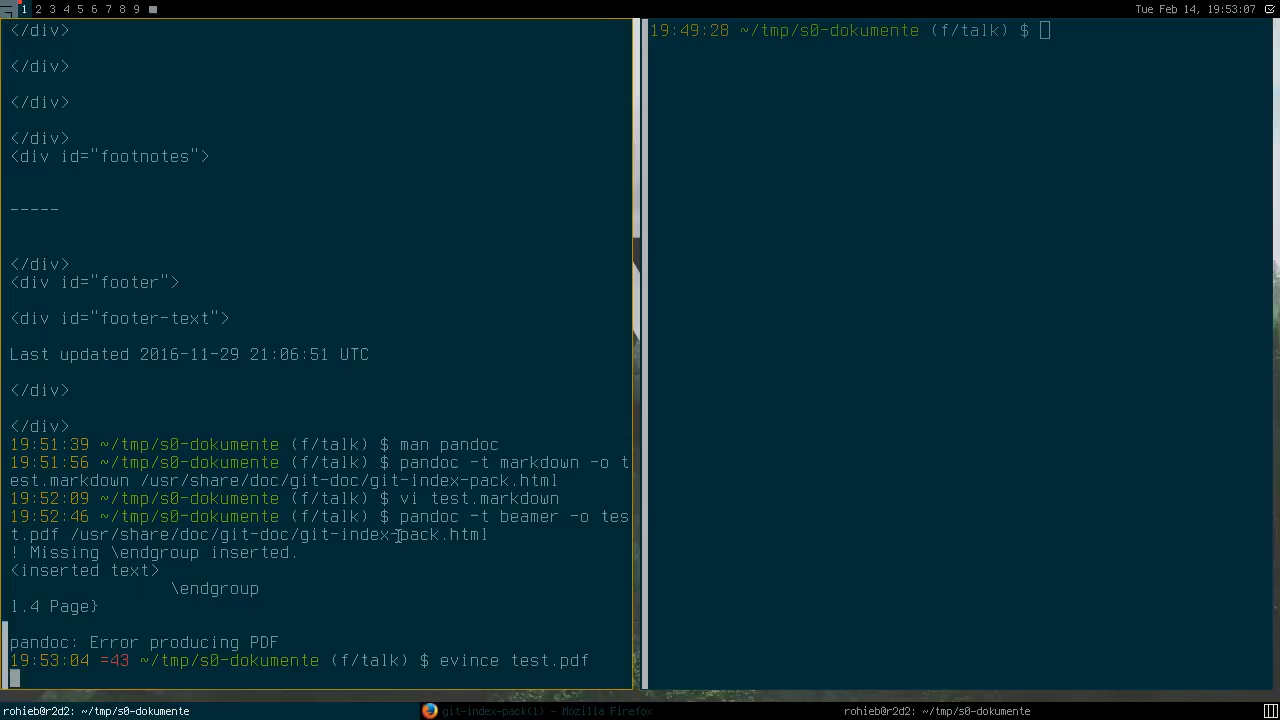 1 2 3 4 5 6 7 8 9
Tue Feb 14, 19:53:07
</div>
</div>
</div>
</div>
<div id="footnotes">
-----
</div>
<div id="footer">
<div id="footer-text">
Last updated 2016-11-29 21:06:51 UTC
</div>
</div>
19:51:39 ~/tmp/s0-dokumente (f/talk) $ man pandoc
19:51:56 ~/tmp/s0-dokumente (f/talk) $ pandoc -t markdown -o t
est.markdown /usr/share/doc/git-doc/git-index-pack.html
19:52:09 ~/tmp/s0-dokumente (f/talk) $ vi test.markdown
19:52:46 ~/tmp/s0-dokumente (f/talk) $ pandoc -t beamer -o tes
t.pdf /usr/share/doc/git-doc/git-index-pack.html
! Missing \endgroup inserted.
<inserted text>
\endgroup
l.4 Page}
pandoc: Error producing PDF
19:53:04 =43 ~/tmp/s0-dokumente (f/talk) $ evince test.pdf
19:49:28 ~/tmp/s0-dokumente (f/talk) $
rohieb@r2d2: ~/tmp/s0-dokumente
git-index-pack(1) - Mozilla Firefox
rohieb@r2d2: ~/tmp/s0-dokumente